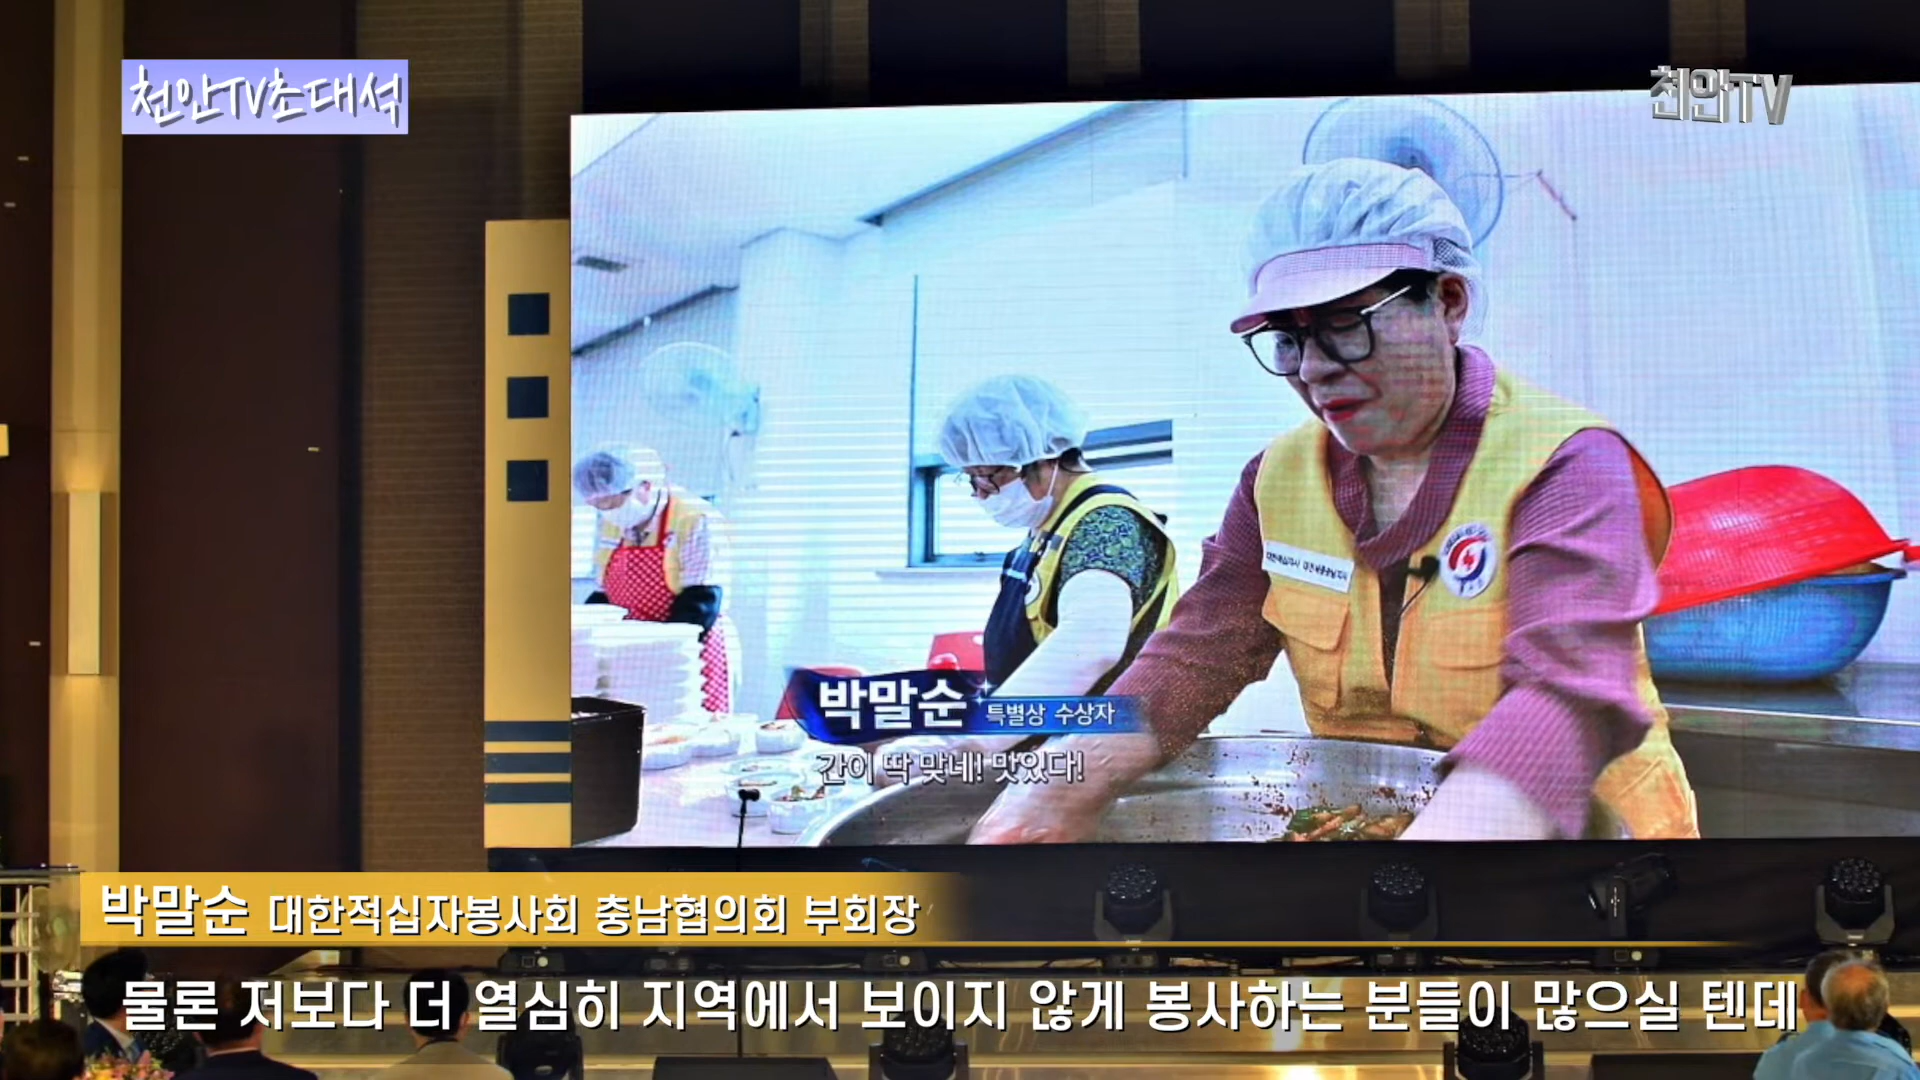 천안TV초대석
천안TV
박말순 특별상 수상자
간이 딱 맞네! 맛있다!
박말순 대한적십자봉사회 충남협의회 부회장
물론 저보다 더 열심히 지역에서 보이지 않게 봉사하는 분들이 많으실 텐데